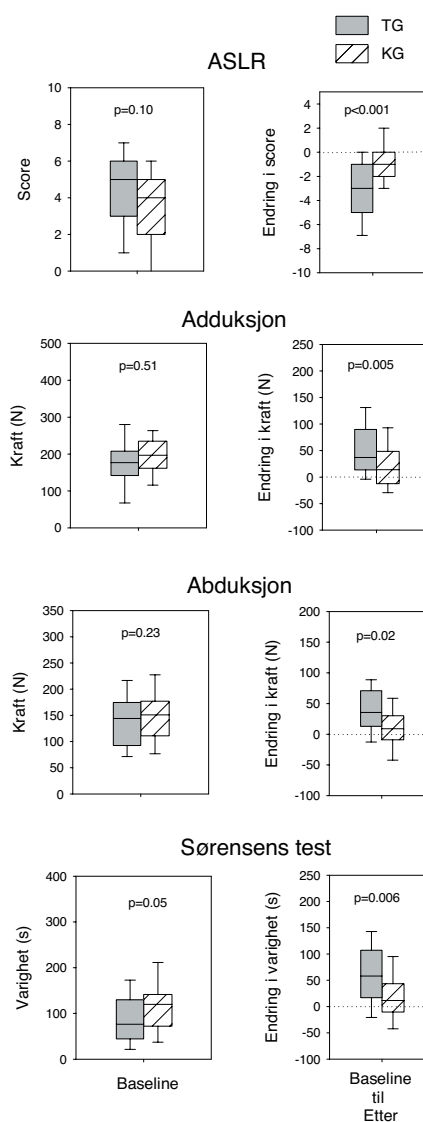 TG
KG
ASLR
10
8
6
4
2
0
Score
p=0.10
4
2
0
-2
-4
-6
-8
-10
Endring i score
p<0.001
Adduksjon
500
400
300
200
100
0
Kraft (N)
p=0.51
250
200
150
100
50
0
-50
-100
Endring i kraft (N)
p=0.005
Abduksjon
350
300
250
200
150
100
50
0
Kraft (N)
p=0.23
200
150
100
50
0
-50
-100
Endring i kraft (N)
p=0.02
Sørensens test
400
300
200
100
0
Varighet (s)
p=0.05
Baseline
250
200
150
100
50
0
-50
-100
Endring i varighet (s)
p=0.006
Baseline
til
Etter